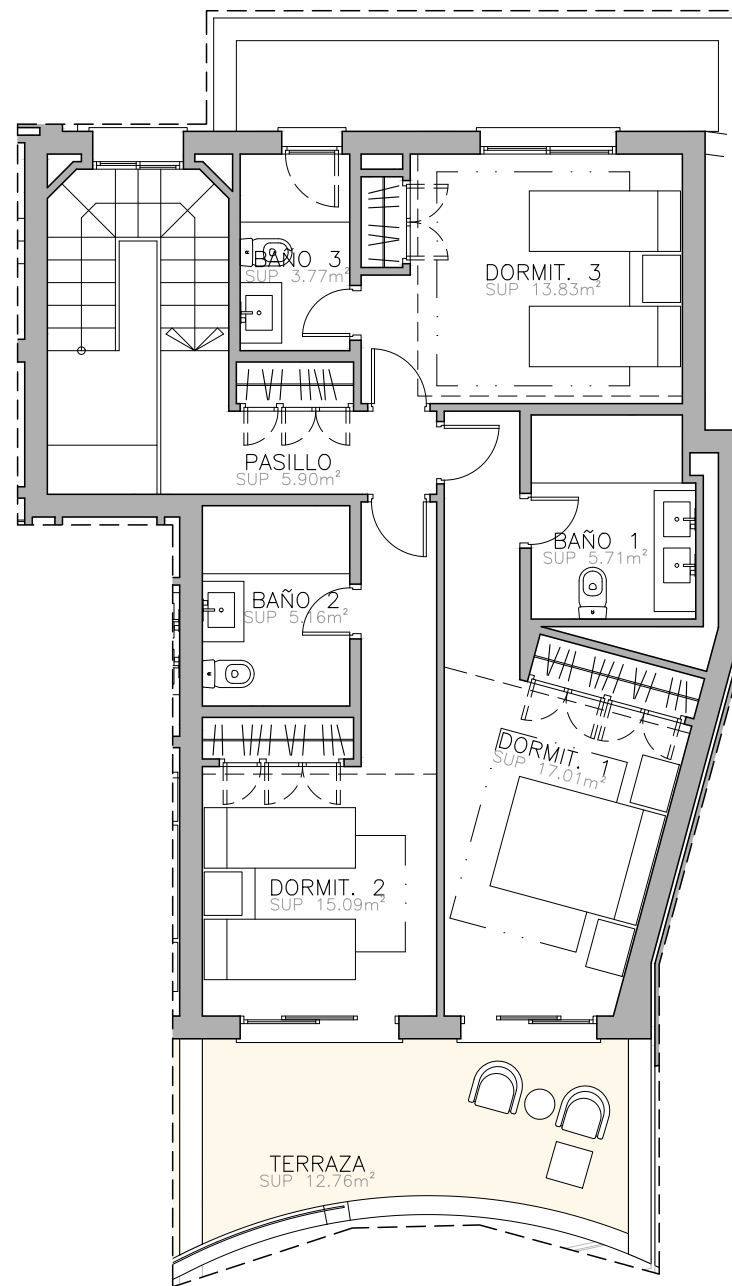 BAÑO 3
SUP 3.77m²
DORMIT. 3
SUP 13.83m²
PASILLO
SUP 5.90m²
BAÑO 1
SUP 5.71m²
BAÑO 2
SUP 5.16m²
DORMIT. 1
SUP 17.01m²
DORMIT. 2
SUP 15.09m²
TERRAZA
SUP 12.76m²